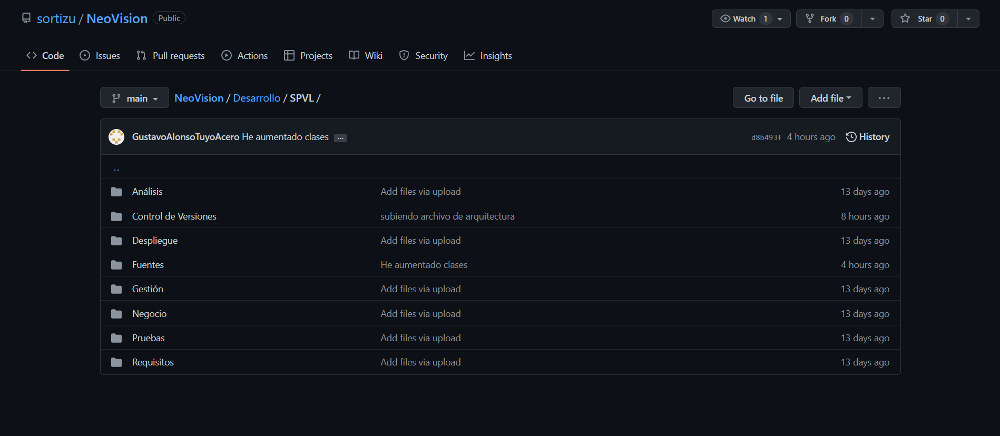 sortizu / NeoVision Public Watch 1 Fork 0 Star 0
Code Issues Pull requests Actions Projects Wiki Security Insights
main NeoVision / Desarrollo / SPVL / Go to file Add file ...
GustavoAlonsoTuyoAcero He aumentado clases ... d8b493f 4 hours ago History
..
Análisis Add files via upload 13 days ago
Control de Versiones subiendo archivo de arquitectura 8 hours ago
Despliegue Add files via upload 13 days ago
Fuentes He aumentado clases 4 hours ago
Gestión Add files via upload 13 days ago
Negocio Add files via upload 13 days ago
Pruebas Add files via upload 13 days ago
Requisitos Add files via upload 13 days ago